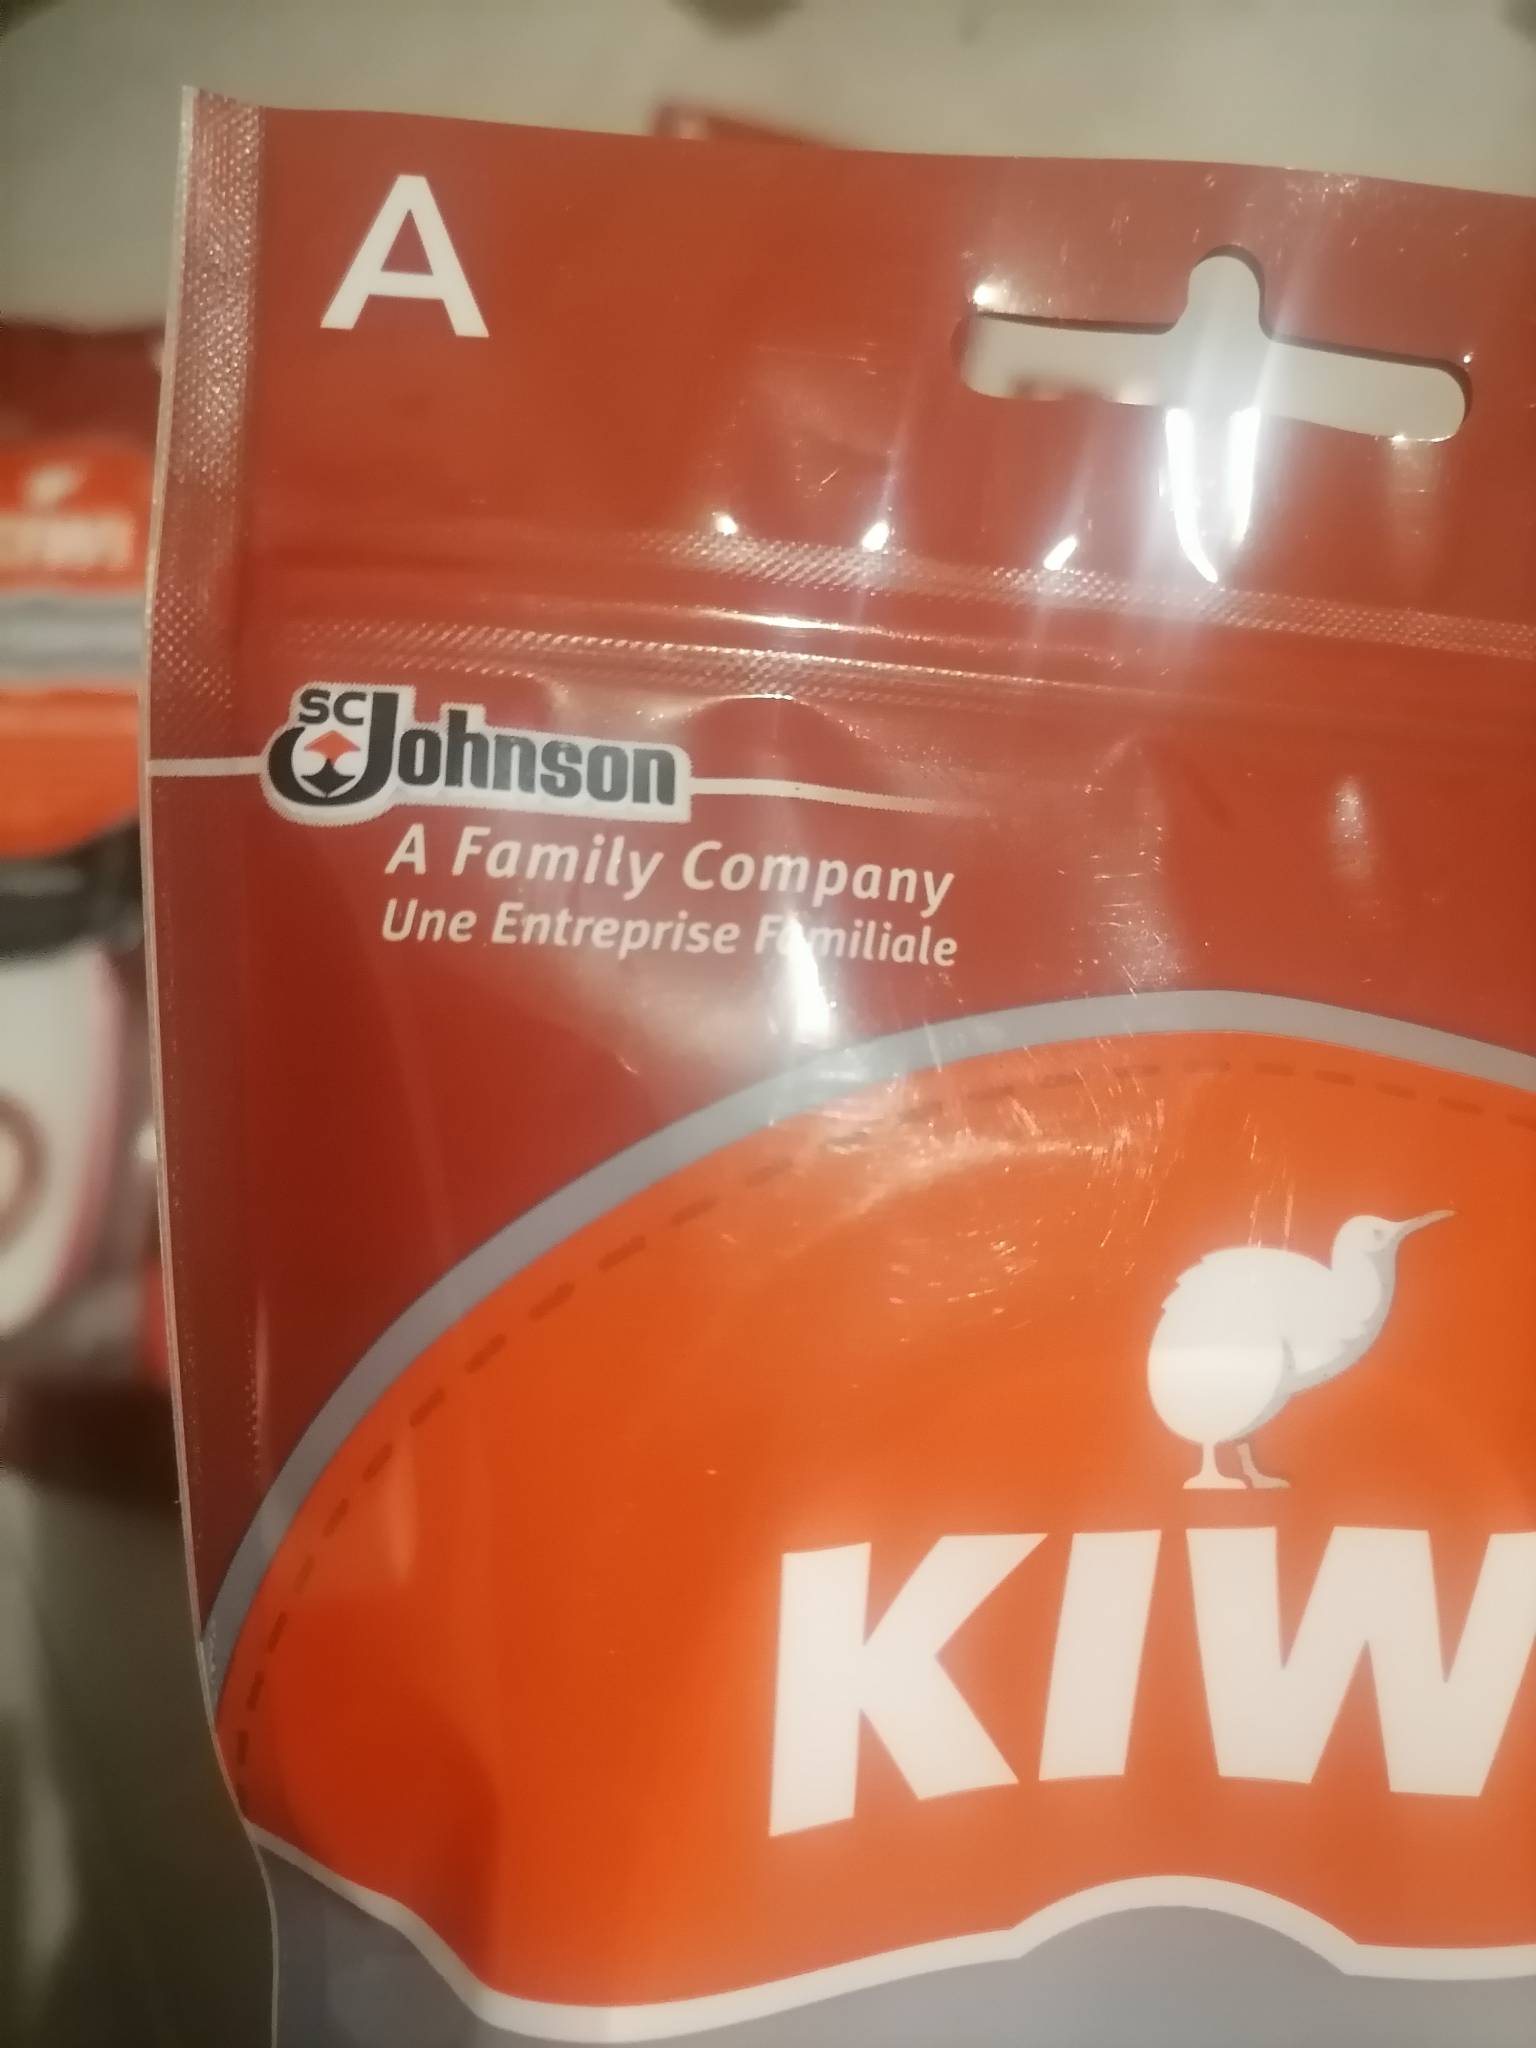 A
SC Johnson
A Family Company
Une Entreprise Familiale
KIW